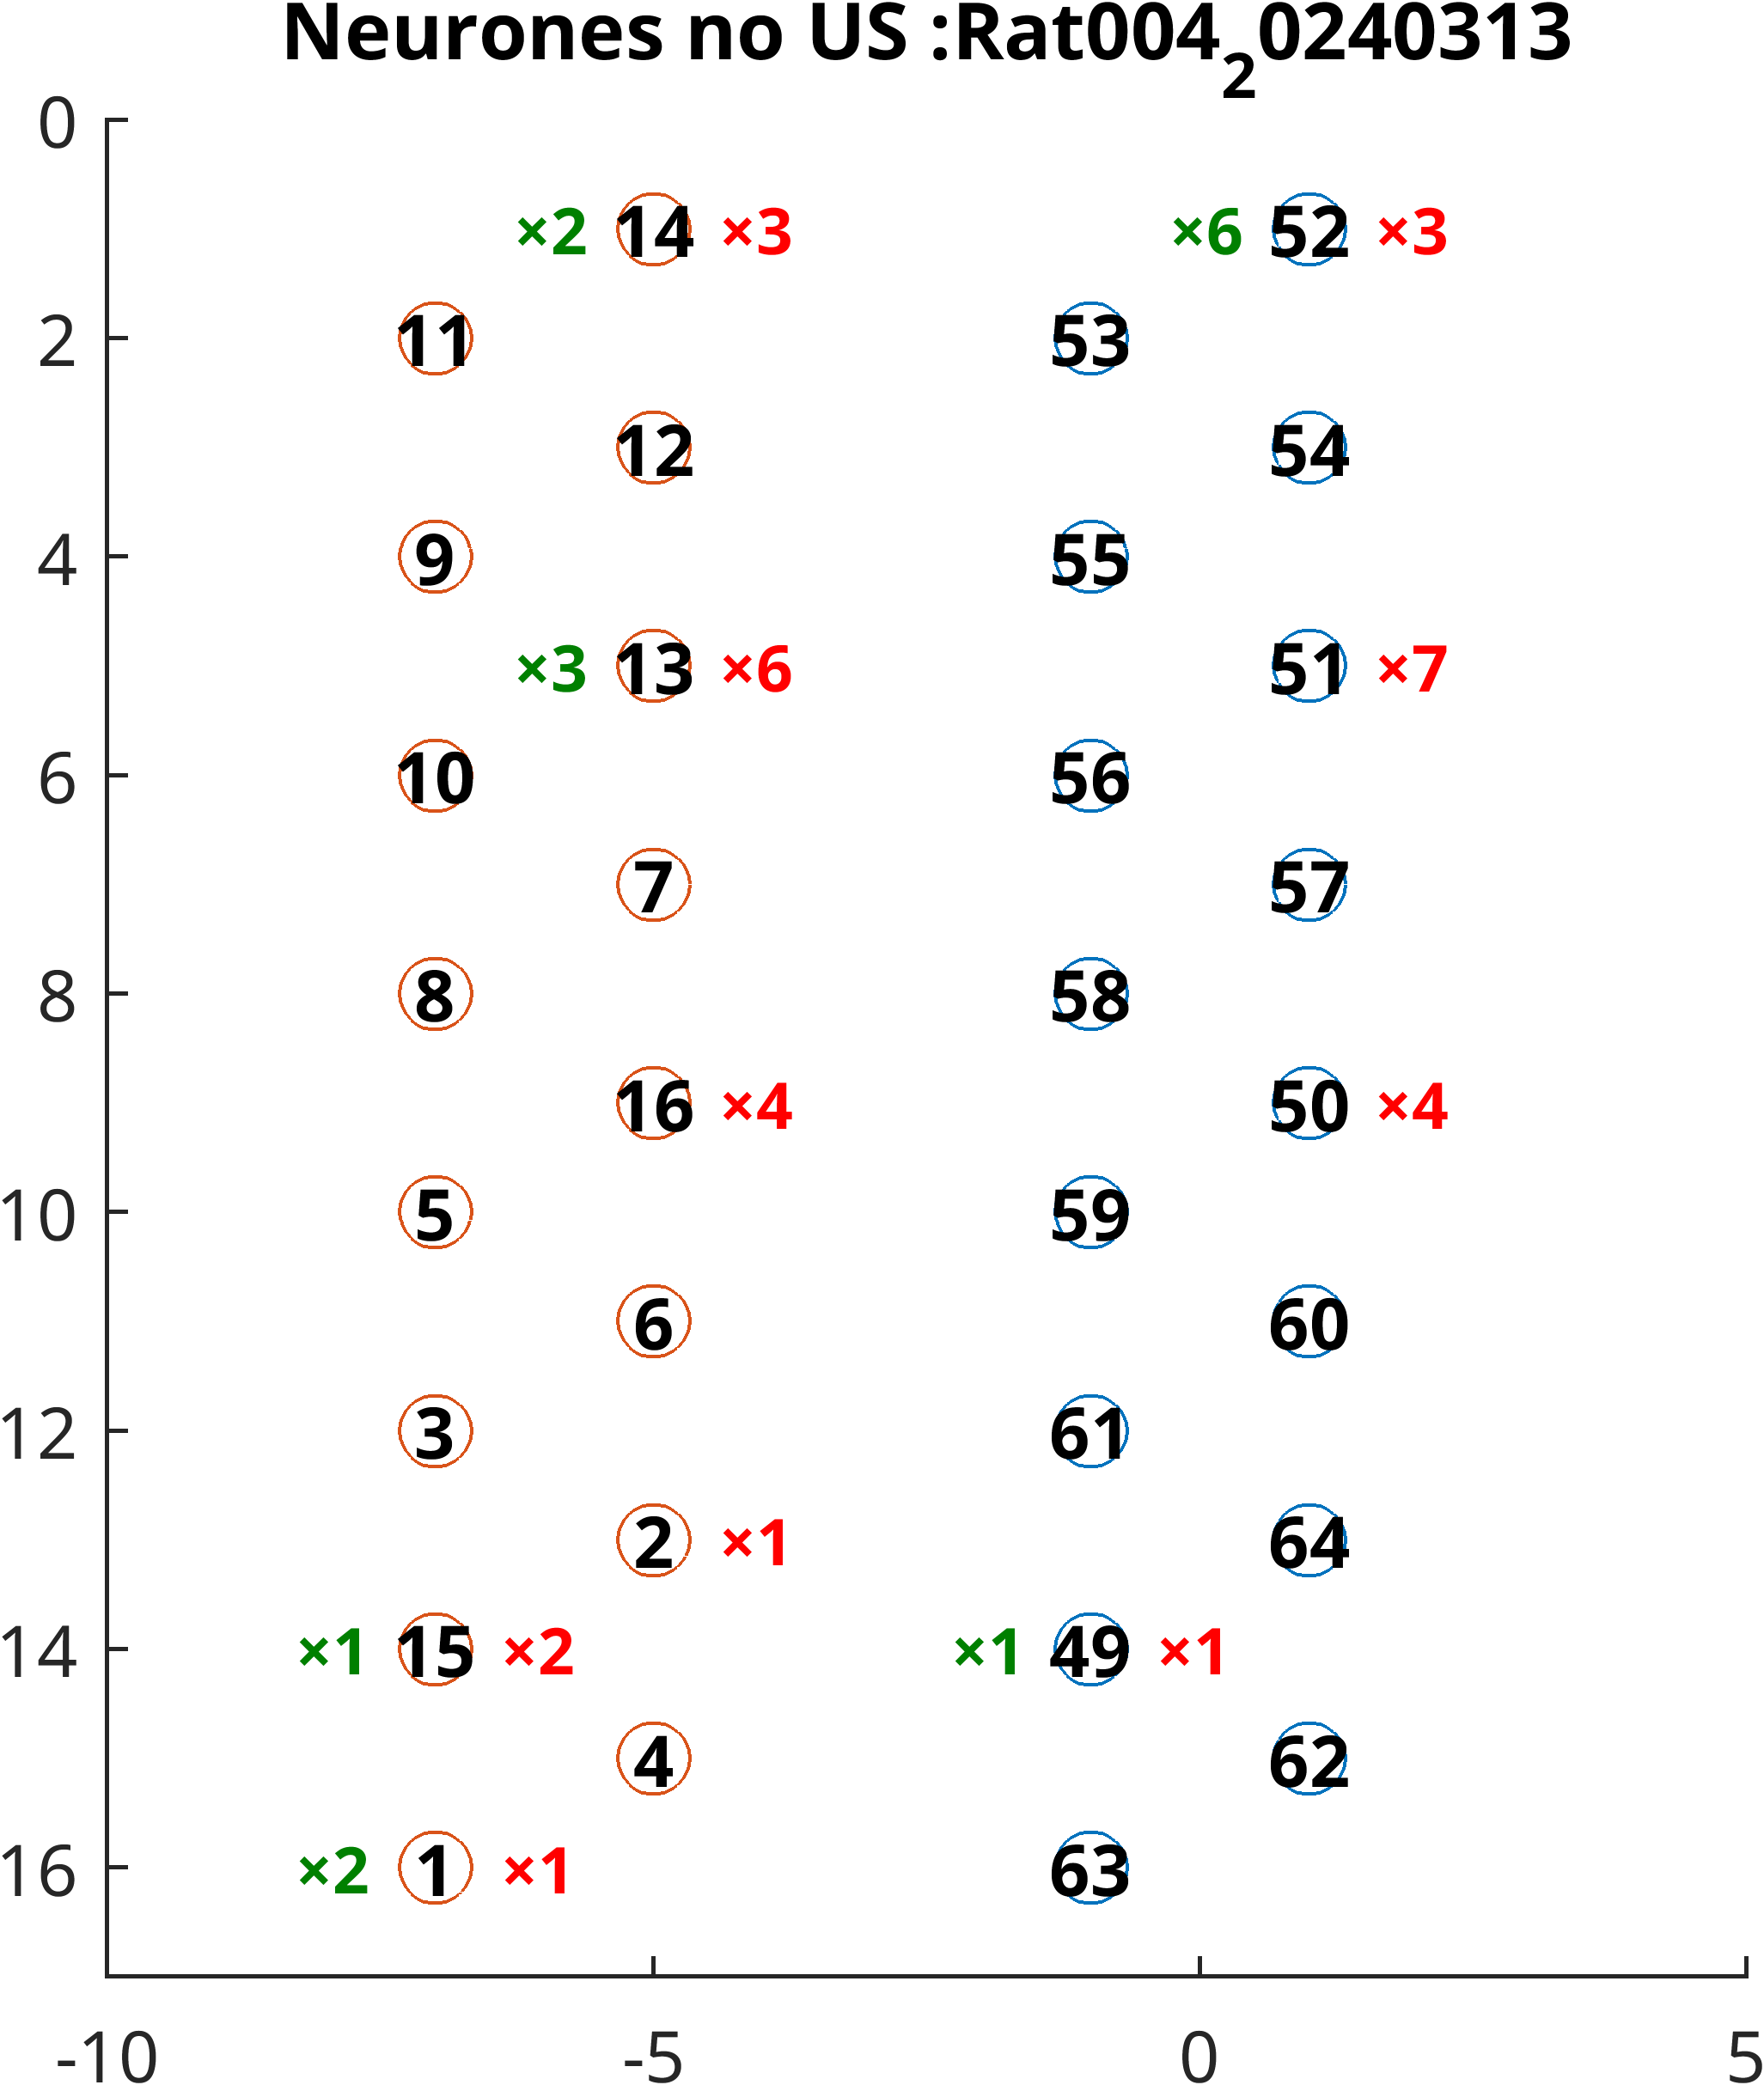 Neurones no US :Rat004₂0240313
0
×2 14 ×3 ×6 52 ×3
2 11 53
12 54
4 9 55
×3 13 ×6 51 ×7
6 10 56
7 57
8 8 58
16 ×4 50 ×4
10 5 59
6 60
12 3 61
2 ×1 64
14 ×1 15 ×2 ×1 49 ×1
4 62
16 ×2 1 ×1 63
-10 -5 0 5